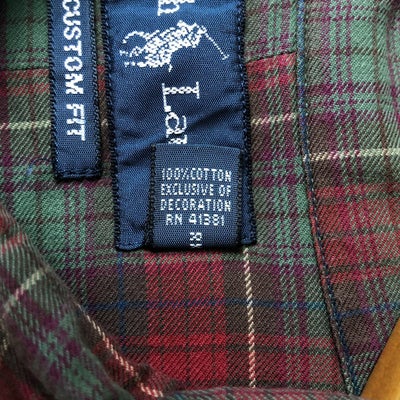 CUSTOM FIT
100% COTTON
EXCLUSIVE OF
DECORATION
RN 41381